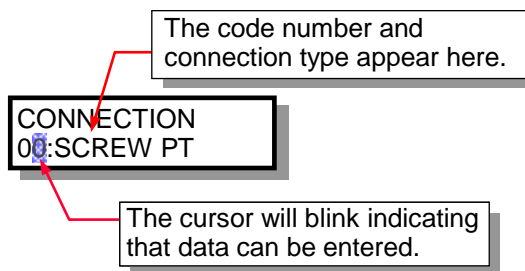 The code number and
connection type appear here.
CONNECTION
00:SCREW PT
The cursor will blink indicating
that data can be entered.